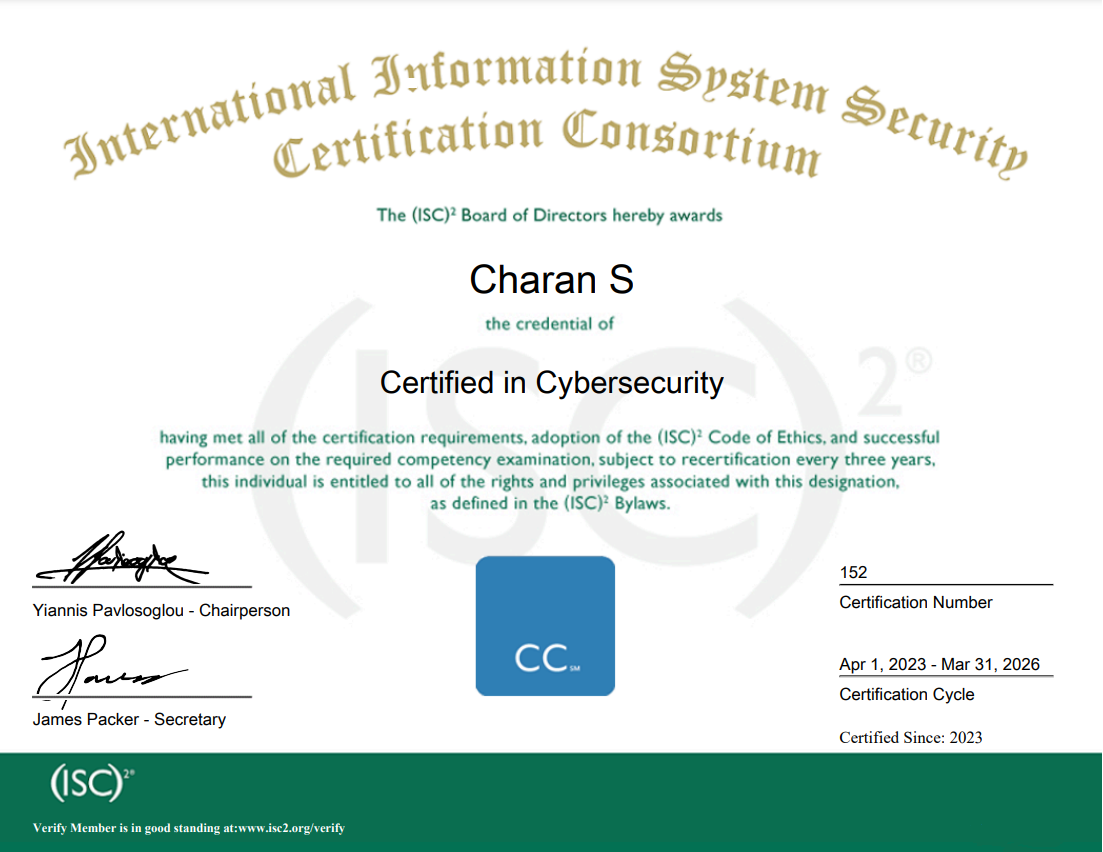 International Information System Security
Certification Consortium
The (ISC)² Board of Directors hereby awards
Charan S
the credential of
Certified in Cybersecurity
having met all of the certification requirements, adoption of the (ISC)² Code of Ethics, and successful
performance on the required competency examination, subject to recertification every three years,
this individual is entitled to all of the rights and privileges associated with this designation,
as defined in the (ISC)² Bylaws.
(ISC)²®
Yiannis Pavlosoglou - Chairperson
James Packer - Secretary
CC℠
152
Certification Number
Apr 1, 2023 - Mar 31, 2026
Certification Cycle
Certified Since: 2023
(ISC)²®
Verify Member is in good standing at:www.isc2.org/verify